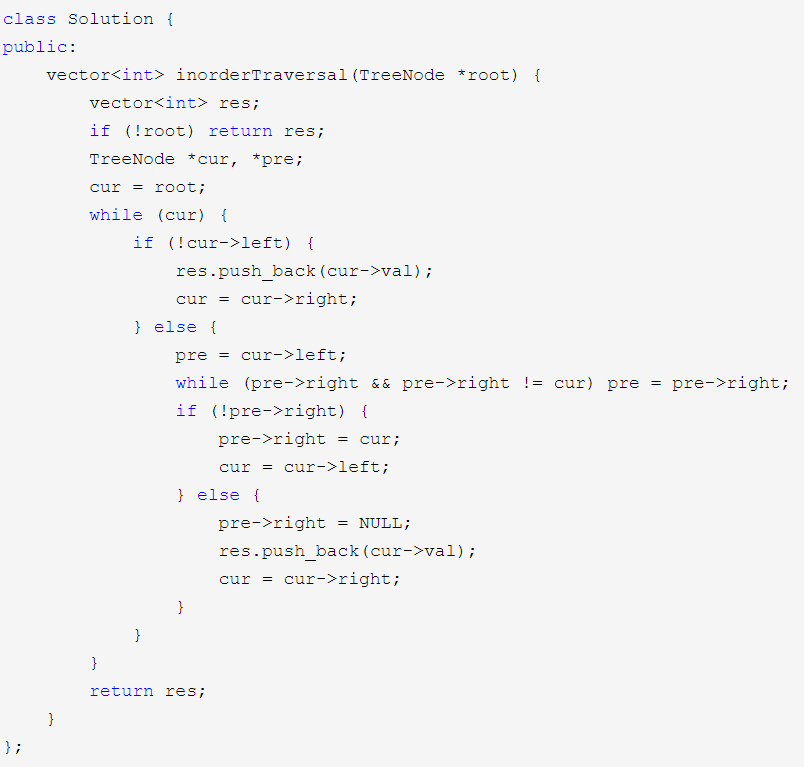 class Solution {
public:
    vector<int> inorderTraversal(TreeNode *root) {
        vector<int> res;
        if (!root) return res;
        TreeNode *cur, *pre;
        cur = root;
        while (cur) {
            if (!cur->left) {
                res.push_back(cur->val);
                cur = cur->right;
            } else {
                pre = cur->left;
                while (pre->right && pre->right != cur) pre = pre->right;
                if (!pre->right) {
                    pre->right = cur;
                    cur = cur->left;
                } else {
                    pre->right = NULL;
                    res.push_back(cur->val);
                    cur = cur->right;
                }
            }
        }
        return res;
    }
};